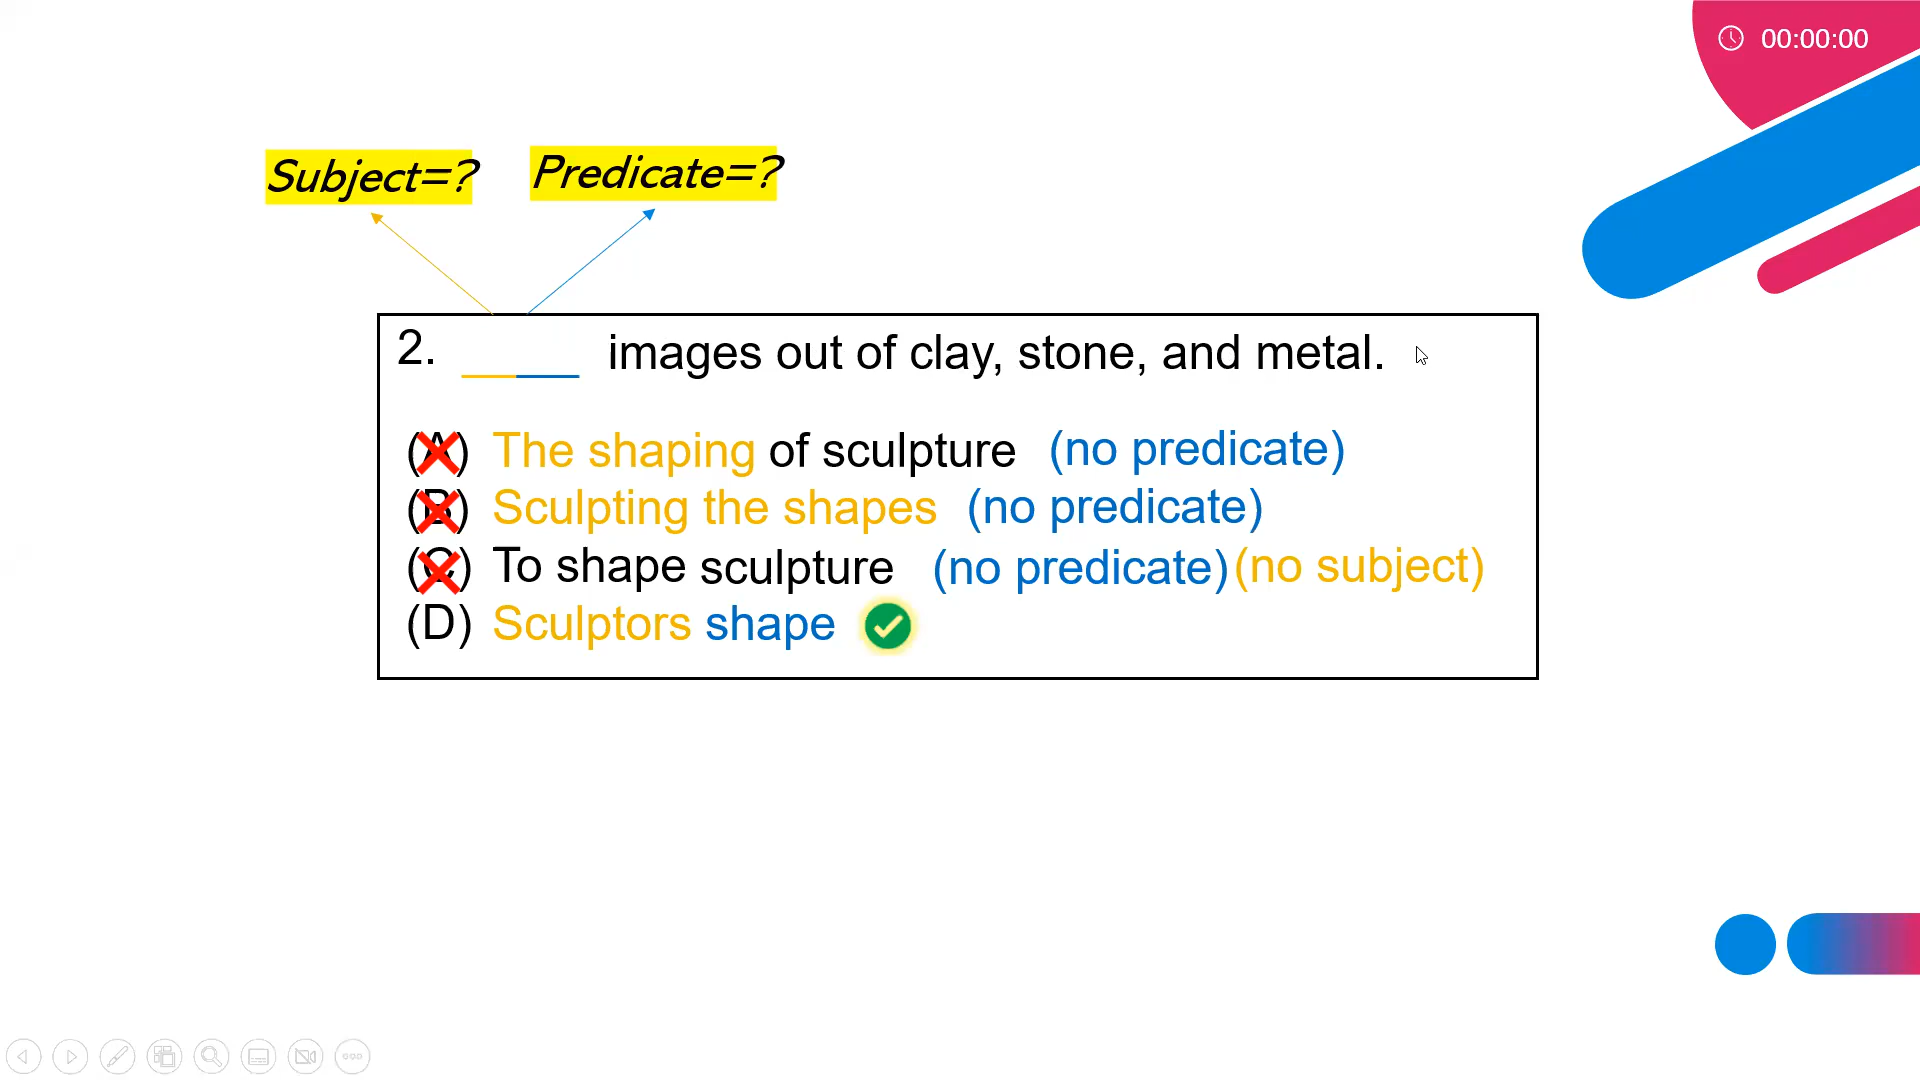 00:00:00
Subject=? Predicate=?
2. ____ images out of clay, stone, and metal.
(A) The shaping of sculpture (no predicate)
(B) Sculpting the shapes (no predicate)
(C) To shape sculpture (no predicate)(no subject)
(D) Sculptors shape